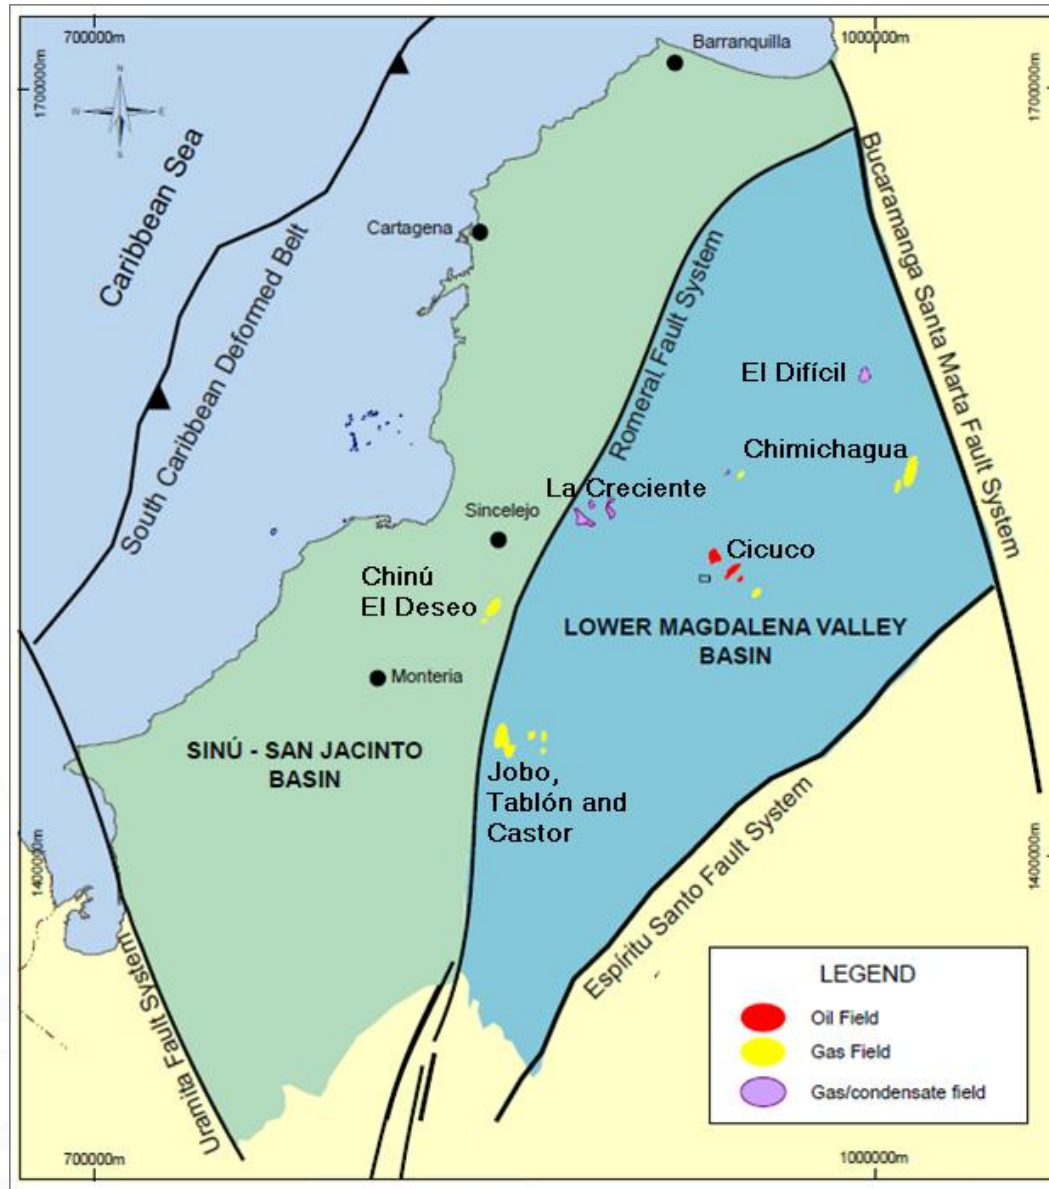 700000m
1000000m
1700000m
1700000m
Barranquilla
N
W
E
S
Caribbean Sea
Cartagena
South Caribbean Deformed Belt
Romeral Fault System
Bucaramanga Santa Marta Fault System
El Difícil
Chimichagua
La Creciente
Sincelejo
Cicuco
Chinú
El Deseo
LOWER MAGDALENA VALLEY
BASIN
Monteria
SINÚ - SAN JACINTO
BASIN
Jobo,
Tablón and
Castor
1400000m
1400000m
Espíritu Santo Fault System
Uramita Fault System
LEGEND
Oil Field
Gas Field
Gas/condensate field
700000m
1000000m